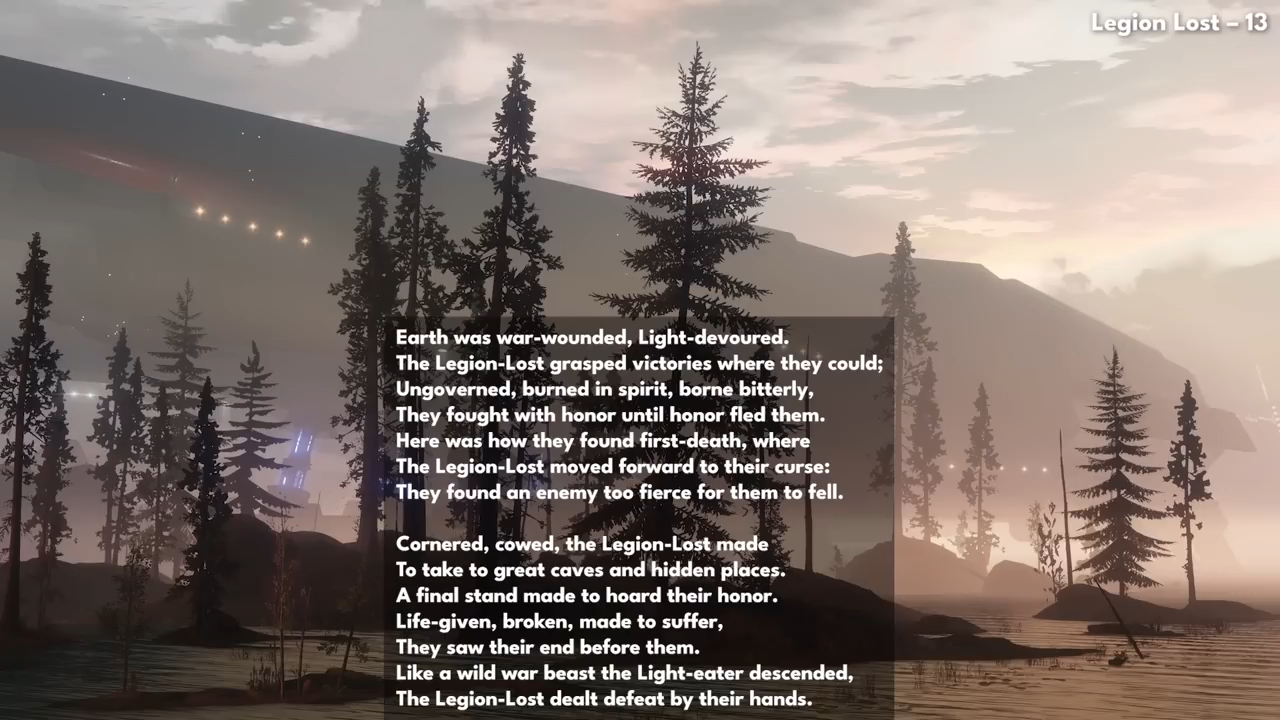 Legion Lost – 13
Earth was war-wounded, Light-devoured.
The Legion-Lost grasped victories where they could;
Ungoverned, burned in spirit, borne bitterly,
They fought with honor until honor fled them.
Here was how they found first-death, where
The Legion-Lost moved forward to their curse:
They found an enemy too fierce for them to fell.
Cornered, cowed, the Legion-Lost made
To take to great caves and hidden places.
A final stand made to hoard their honor.
Life-given, broken, made to suffer,
They saw their end before them.
Like a wild war beast the Light-eater descended,
The Legion-Lost dealt defeat by their hands.